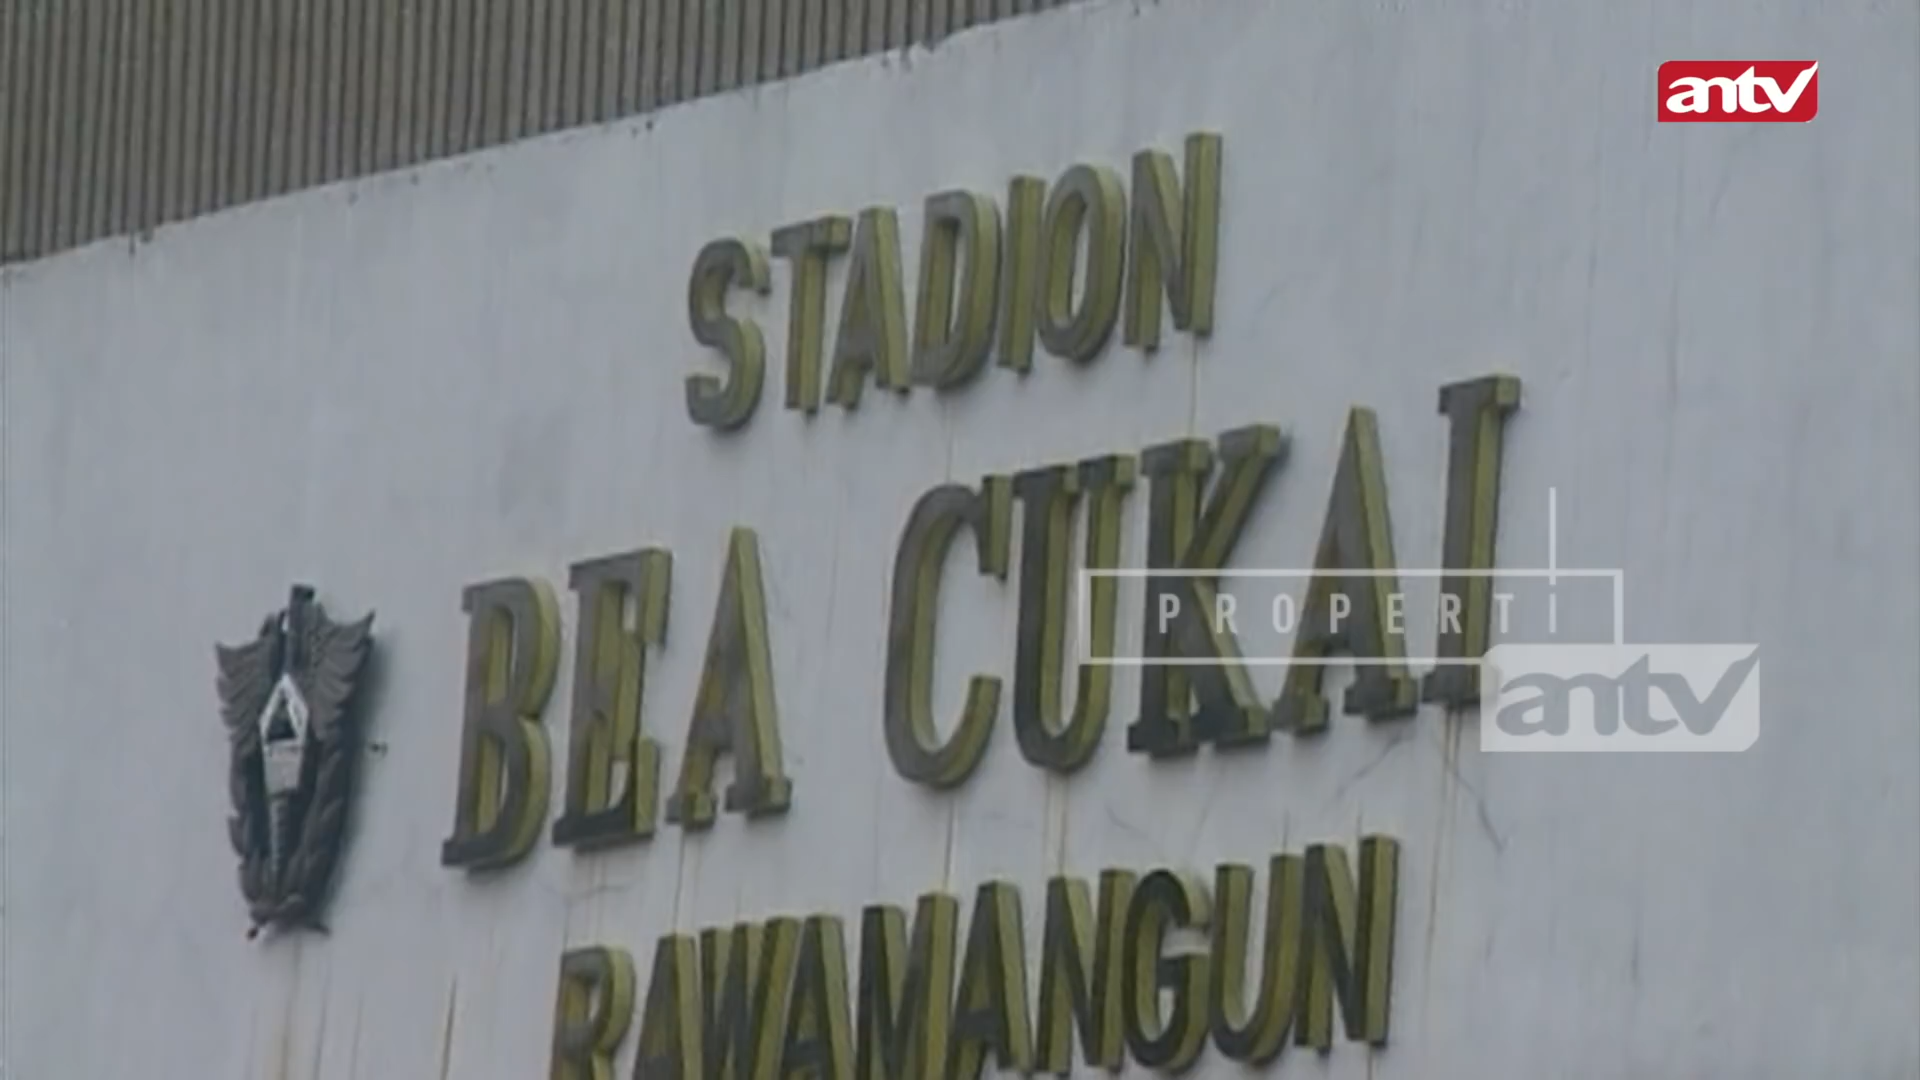 antv
STADION
BEA CUKAI
PROPERTI
antv
RAWAMANGUN